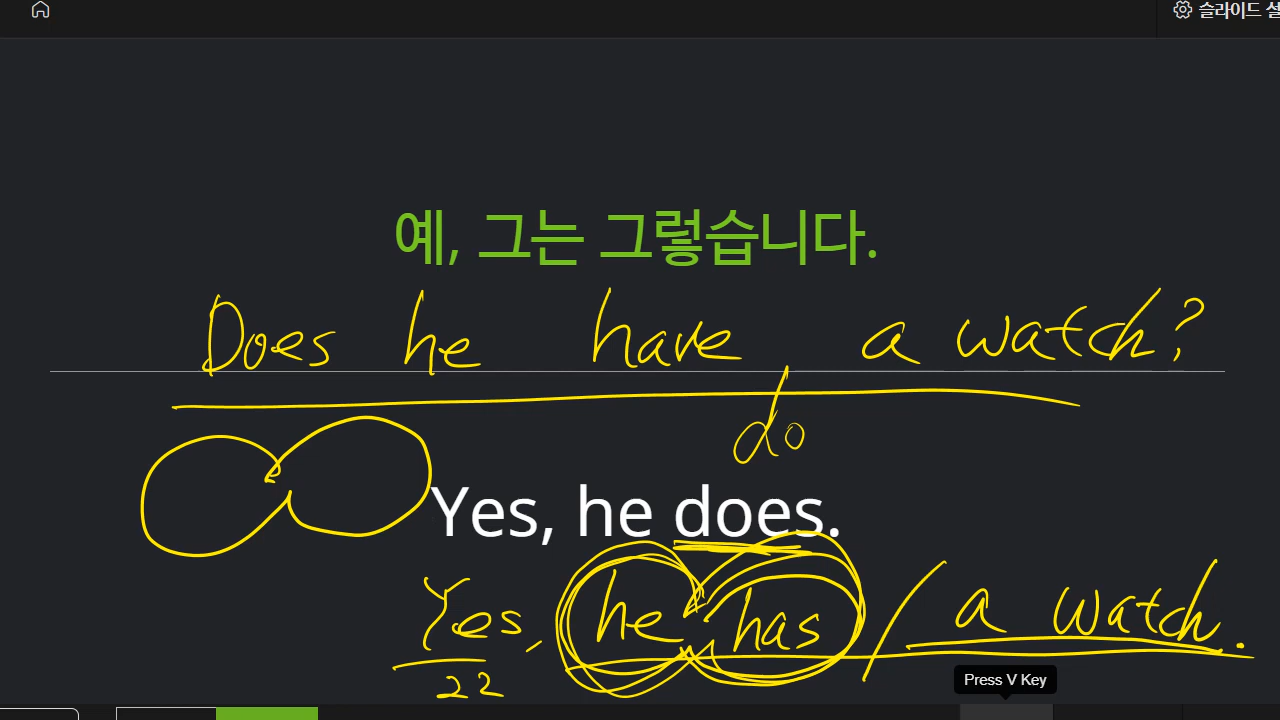 슬라이드 설
예, 그는 그렇습니다.
Does he have a watch?
do
Yes, he does.
Yes, he has / a watch.
Press V Key